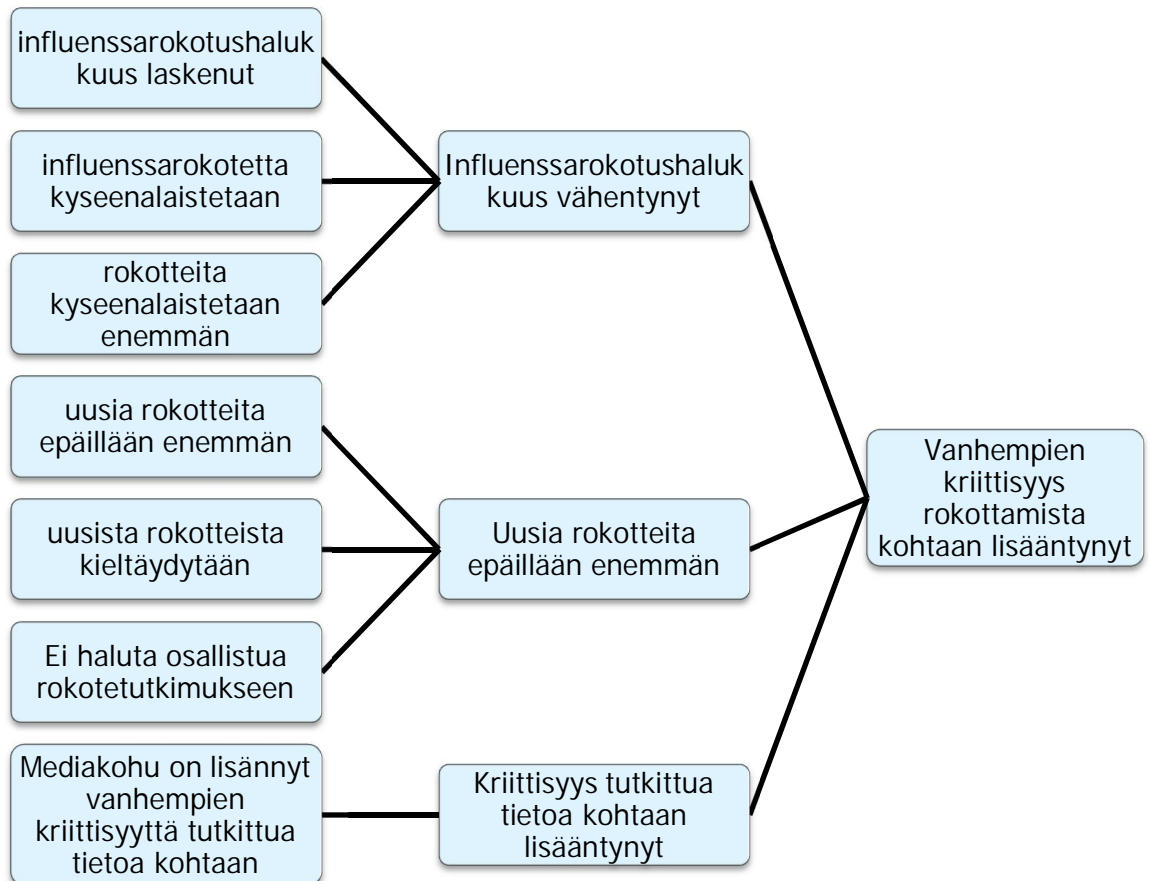 influenssarokotushaluk
kuus laskenut
influenssarokotetta
kyseenalaistetaan
rokotteita
kyseenalaistetaan
enemmän
uusia rokotteita
epäillään enemmän
uusista rokotteista
kieltäydytään
Ei haluta osallistua
rokotetutkimukseen
Mediakohu on lisännyt
vanhempien
kriittisyyttä tutkittua
tietoa kohtaan
Influenssarokotushaluk
kuus vähentynyt
Uusia rokotteita
epäillään enemmän
Kriittisyys tutkittua
tietoa kohtaan
lisääntynyt
Vanhempien
kriittisyys
rokottamista
kohtaan lisääntynyt